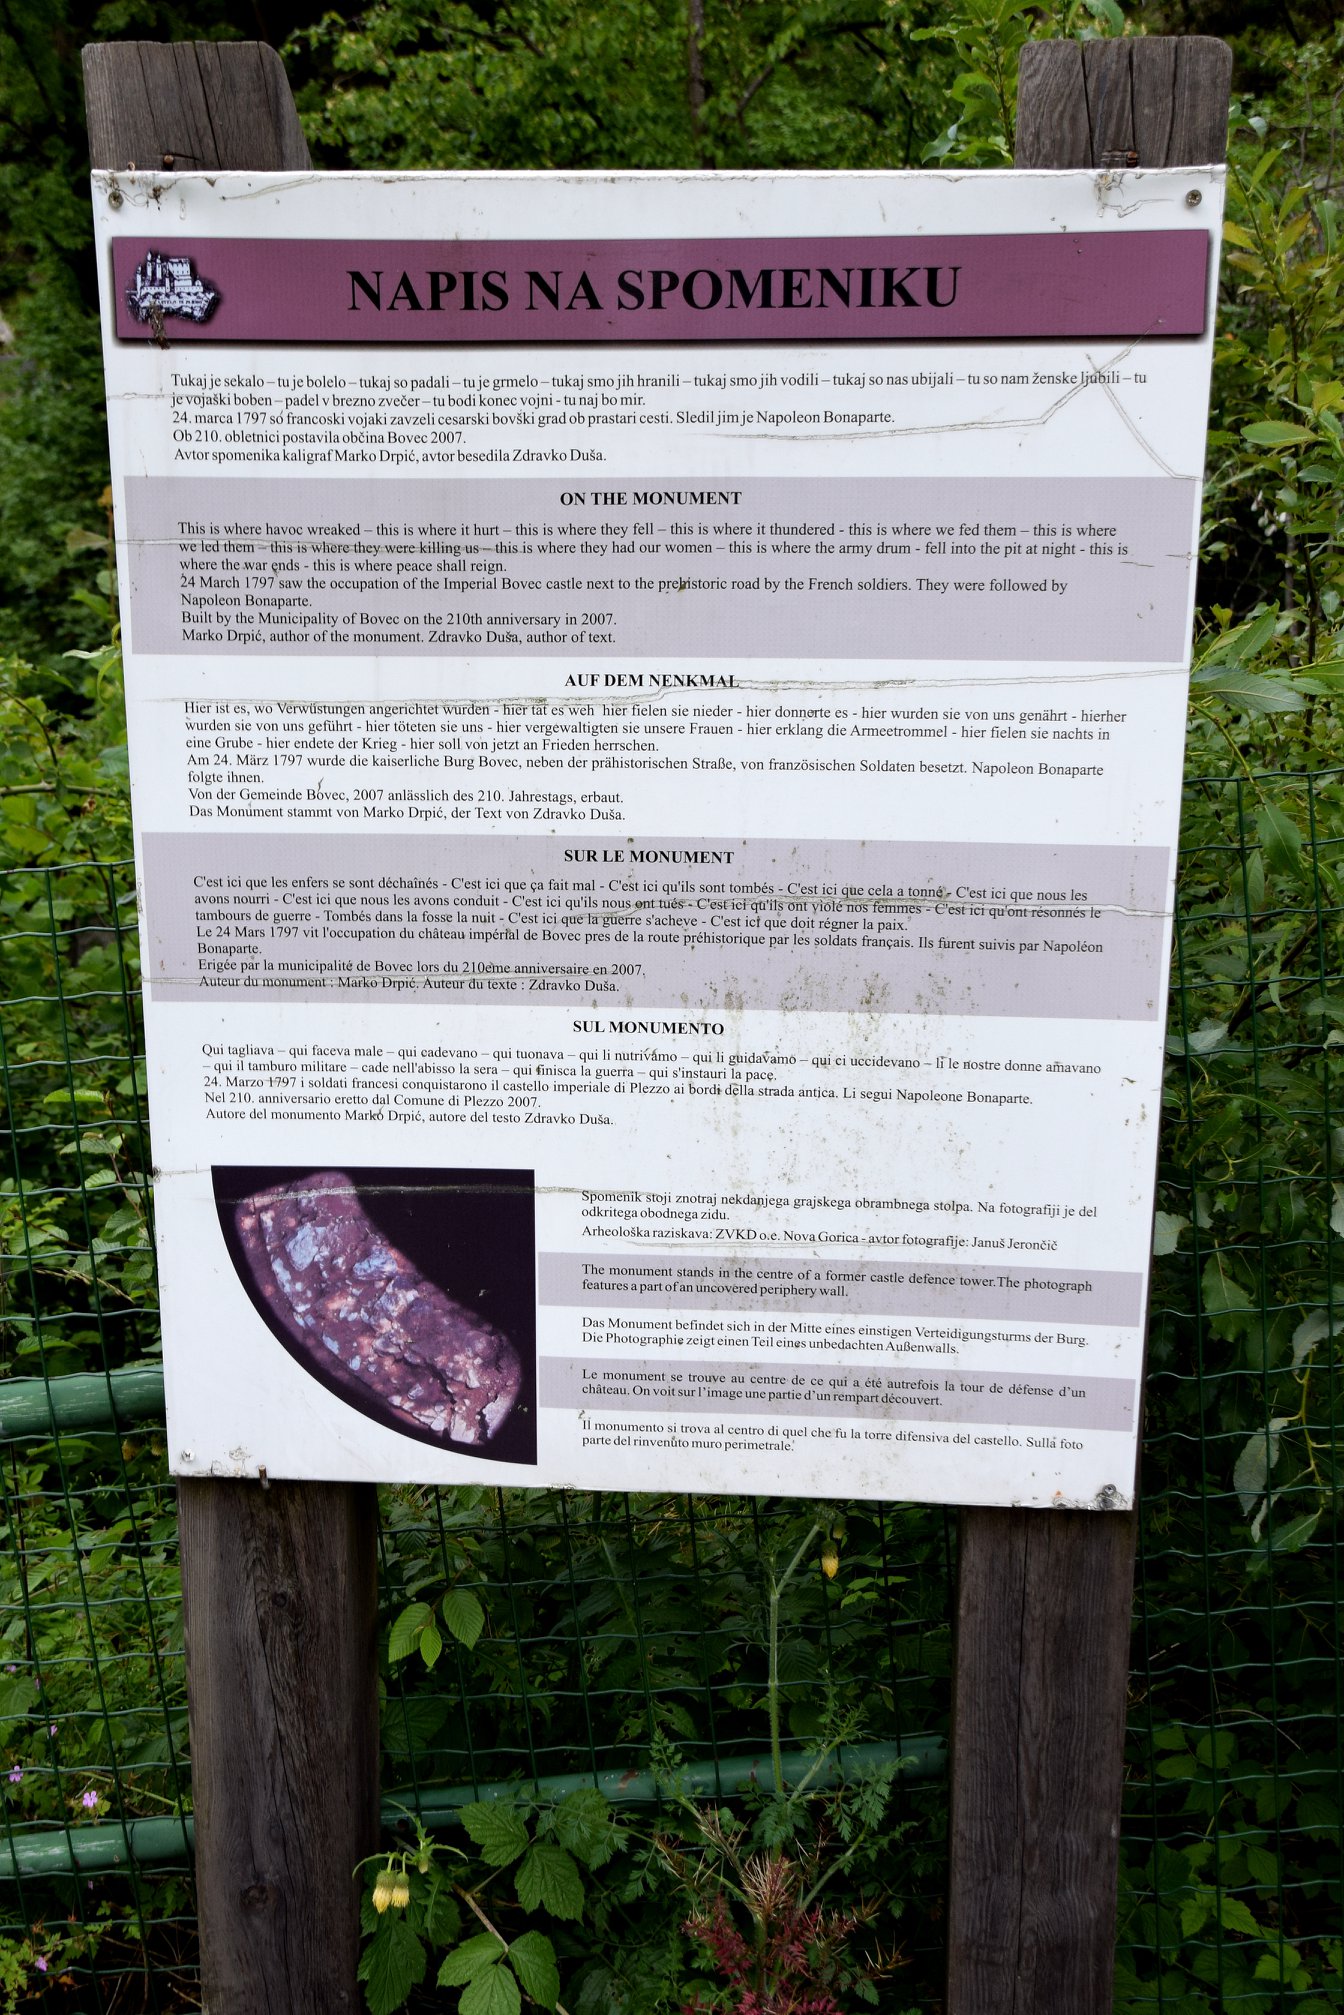 NAPIS NA SPOMENIKU
Tukaj je sekalo – tu je bolelo – tukaj so padali – tu je grmelo – tukaj smo jih hranili – tukaj smo jih vodili – tukaj so nas ubijali – tu so nam ženske ljubili – tu
je vojaški boben – padel v brezno zvečer – tu bodi konec vojni - tu naj bo mir.
24. marca 1797 so francoski vojaki zavzeli cesarski bovški grad ob prastari cesti. Sledil jim je Napoleon Bonaparte.
Ob 210. obletnici postavila občina Bovec 2007.
Avtor spomenika kaligraf Marko Drpić, avtor besedila Zdravko Duša.
ON THE MONUMENT
This is where havoc wreaked – this is where it hurt – this is where they fell – this is where it thundered - this is where we fed them – this is where
we led them – this is where they were killing us – this is where they had our women – this is where the army drum - fell into the pit at night - this is
where the war ends - this is where peace shall reign.
24 March 1797 saw the occupation of the Imperial Bovec castle next to the prehistoric road by the French soldiers. They were followed by
Napoleon Bonaparte.
Built by the Municipality of Bovec on the 210th anniversary in 2007.
Marko Drpić, author of the monument. Zdravko Duša, author of text.
AUF DEM NENKMAL
Hier ist es, wo Verwüstungen angerichtet wurden - hier tat es weh hier fielen sie nieder - hier donnerte es - hier wurden sie von uns genährt - hierher
wurden sie von uns geführt - hier töteten sie uns - hier vergewaltigten sie unsere Frauen - hier erklang die Armeetrommel - hier fielen sie nachts in
eine Grube - hier endete der Krieg - hier soll von jetzt an Frieden herrschen.
Am 24. März 1797 wurde die kaiserliche Burg Bovec, neben der prähistorischen Straße, von französischen Soldaten besetzt. Napoleon Bonaparte
folgte ihnen.
Von der Gemeinde Bovec, 2007 anlässlich des 210. Jahrestags, erbaut.
Das Monument stammt von Marko Drpić, der Text von Zdravko Duša.
SUR LE MONUMENT
C'est ici que les enfers se sont déchaînés - C'est ici que ça fait mal - C'est ici qu'ils sont tombés - C'est ici que cela a tonné - C'est ici que nous les
avons nourri - C'est ici que nous les avons conduit - C'est ici qu'ils nous ont tués - C'est ici qu'ils ont violé nos femmes - C'est ici qu'ont résonnés le
tambours de guerre - Tombés dans la fosse la nuit - C'est ici que la guerre s'acheve - C'est ici que doit régner la paix.
Le 24 Mars 1797 vit l'occupation du château impérial de Bovec pres de la route préhistorique par les soldats français. Ils furent suivis par Napoléon
Bonaparte.
Erigée par la municipalité de Bovec lors du 210eme anniversaire en 2007.
Auteur du monument : Marko Drpić. Auteur du texte : Zdravko Duša.
SUL MONUMENTO
Qui tagliava – qui faceva male – qui cadevano – qui tuonava – qui li nutrivamo – qui li guidavamo – qui ci uccidevano – lì le nostre donne amavano
– qui il tamburo militare – cade nell'abisso la sera – qui finisca la guerra – qui s'instauri la pace.
24. Marzo 1797 i soldati francesi conquistarono il castello imperiale di Plezzo ai bordi della strada antica. Li segui Napoleone Bonaparte.
Nel 210. anniversario eretto dal Comune di Plezzo 2007.
Autore del monumento Marko Drpić, autore del testo Zdravko Duša.
Spomenik stoji znotraj nekdanjega grajskega obrambnega stolpa. Na fotografiji je del
odkritega obodnega zidu.
Arheološka raziskava: ZVKD o.e. Nova Gorica - avtor fotografije: Januš Jerončič
The monument stands in the centre of a former castle defence tower.The photograph
features a part of an uncovered periphery wall.
Das Monument befindet sich in der Mitte eines einstigen Verteidigungsturms der Burg.
Die Photographie zeigt einen Teil eines unbedachten Außenwalls.
Le monument se trouve au centre de ce qui a été autrefois la tour de défense d’un
château. On voit sur l’image une partie d’un rempart découvert.
Il monumento si trova al centro di quel che fu la torre difensiva del castello. Sulla foto
parte del rinvenuto muro perimetrale.